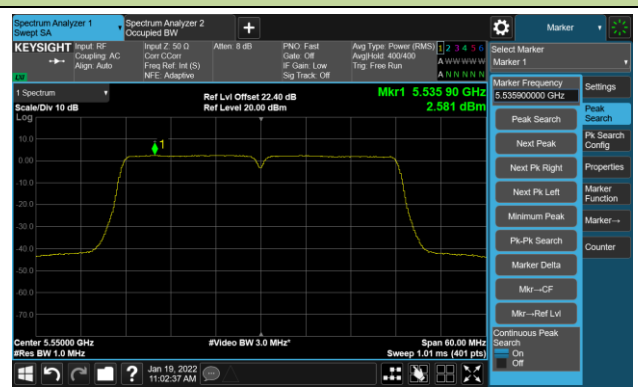 Spectrum Analyzer 1
Swept SA
Spectrum Analyzer 2
Occupied BW
+
Marker
KEYSIGHT
Input: RF
Coupling: AC
Align: Auto
Input Z: 50 Ω
Corr CCorr
Freq Ref: Int (S)
NFE: Adaptive
Atten: 8 dB
PNO: Fast
Gate: Off
IF Gain: Low
Sig Track: Off
Avg Type: Power (RMS)
Avg|Hold: 400/400
Trig: Free Run
1 2 3 4 5 6
A W W W W W
A N N N N N
LW
Select Marker
Marker 1
1 Spectrum
Scale/Div 10 dB
Log
Ref Lvl Offset 22.40 dB
Ref Level 20.00 dBm
Mkr1 5.535 90 GHz
2.581 dBm
1
10.0
0.00
-10.0
-20.0
-30.0
-40.0
-50.0
-60.0
-70.0
Center 5.55000 GHz
#Res BW 1.0 MHz
#Video BW 3.0 MHz*
Span 60.00 MHz
Sweep 1.01 ms (401 pts)
Marker Frequency
5.535900000 GHz
Peak Search
Next Peak
Next Pk Right
Next Pk Left
Minimum Peak
Pk-Pk Search
Marker Delta
Mkr→CF
Mkr→Ref Lvl
Continuous Peak
Search
On
Off
Settings
Peak
Search
Pk Search
Config
Properties
Marker
Function
Marker→
Counter
?
Jan 19, 2022
11:02:37 AM